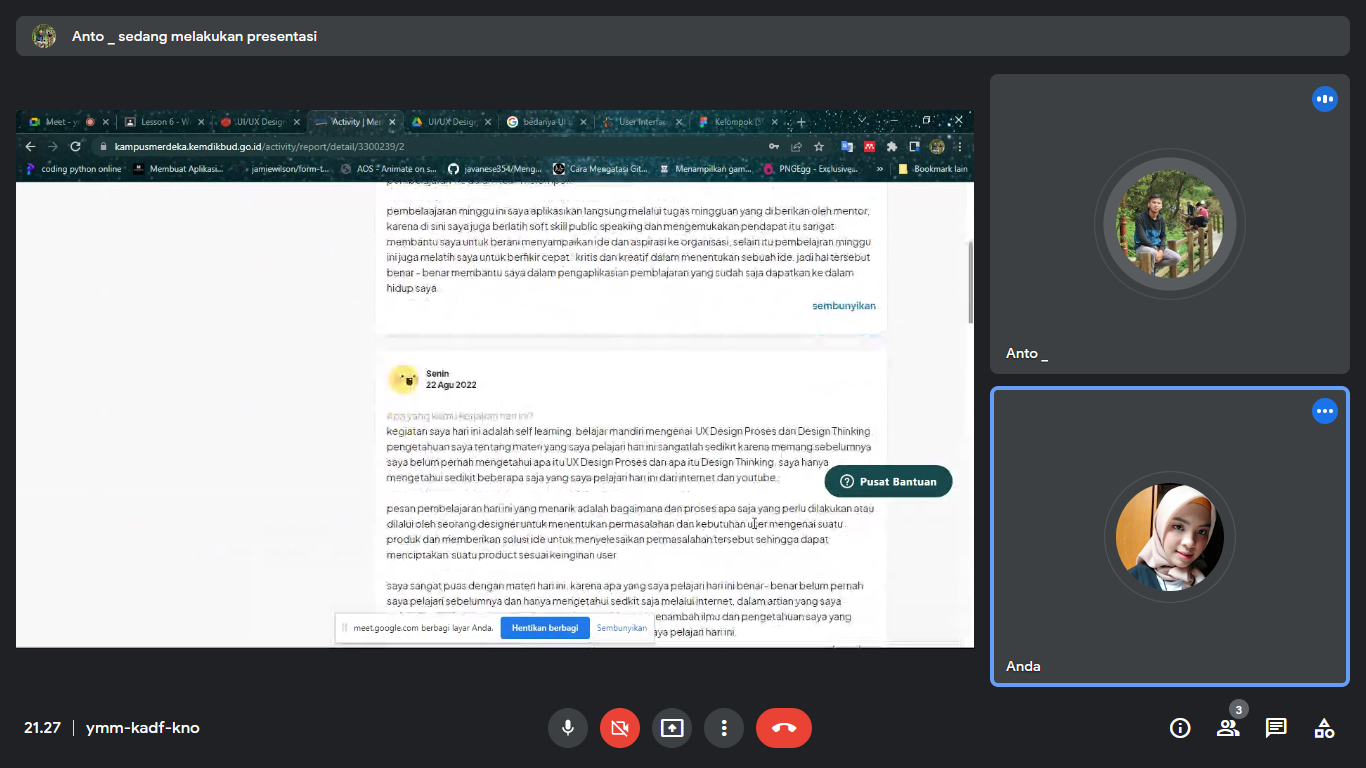 Anto _ sedang melakukan presentasi
Meet - y
Lesson 6 - W
UI/UX Design
Activity | Mer
UI/UX Design
bedanya UI
User Interfac
Kelompok
kampusmerdeka.kemdikbud.go.id/activity/report/detail/3300239/2
coding python online
Membuat Aplikasi...
jamiewilson/form-t...
AOS - Animate on s...
javanese354/Meng...
Cara Mengatasi Git...
Menampilkan gam...
PNGEgg - Exclusive...
»
Bookmark lain
pembelaajaran minggu ini saya aplikasikan langsung melalui tugas mingguan yang di berikan oleh mentor,
karena di sini saya juga berlatih soft skill public speaking dan mengemukakan pendapat itu sangat
membantu saya untuk berani menyampaikan ide dan aspirasi ke organisasi, selain itu pembelajran minggu
ini juga melatih saya untuk berfikir cepat kritis dan kreatif dalam menentukan sebuah ide. jadi hal tersebut
benar - benar membantu saya dalam pengaplikasian pemblajaran yang sudah saja dapatkan ke dalam
hidup saya.
sembunyikan
Senin
22 Agu 2022
Apa yang kamu kerjakan hari ini?
kegiatan saya hari ini adalah self learning, belajar mandiri mengenai UX Design Proses dan Design Thinking.
pengetahuan saya tentang materi yang saya pelajari hari ini sangatlah sedikit karena memang sebelumnya
saya belum pernah mengetahui apa itu UX Design Proses dan apa itu Design Thinking. saya hanya
mengetahui sedikit beberapa saja yang saya pelajari hari ini dari internet dan youtube.
Pusat Bantuan
pesan pembelajaran hari ini yang menarik adalah bagaimana dan proses apa saja yang perlu dilakukan atau
dilalui oleh seorang designer untuk menentukan permasalahan dan kebutuhan user mengenai suatu
produk dan memberikan solusi ide untuk menyelesaikan permasalahan tersebut sehingga dapat
menciptakan suatu product sesuai keinginan user
saya sangat puas dengan materi hari ini. karena apa yang saya pelajari hari ini benar- benar belum pernah
saya pelajari sebelumnya dan hanya mengetahui sedkit saja melalui internet, dalam artian yang saya
enambah ilmu dan pengetahuan saya yang
aya pelajari hari ini.
meet.google.com berbagi layar Anda.
Hentikan berbagi
Sembunyikan
Anto _
Anda
21.27
ymm-kadf-kno
3